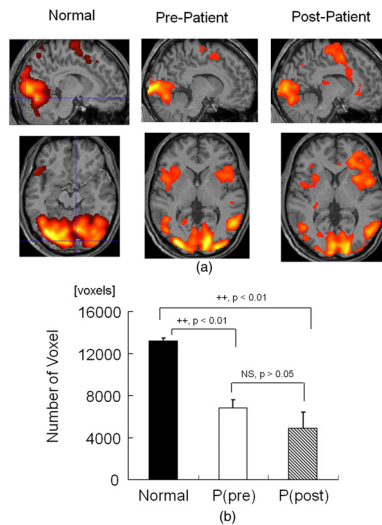 Normal Pre-Patient Post-Patient
(a)
[voxels]
++, p < 0.01
++, p < 0.01
NS, p > 0.05
Number of Voxel
16000
12000
8000
4000
0
Normal P(pre) P(post)
(b)